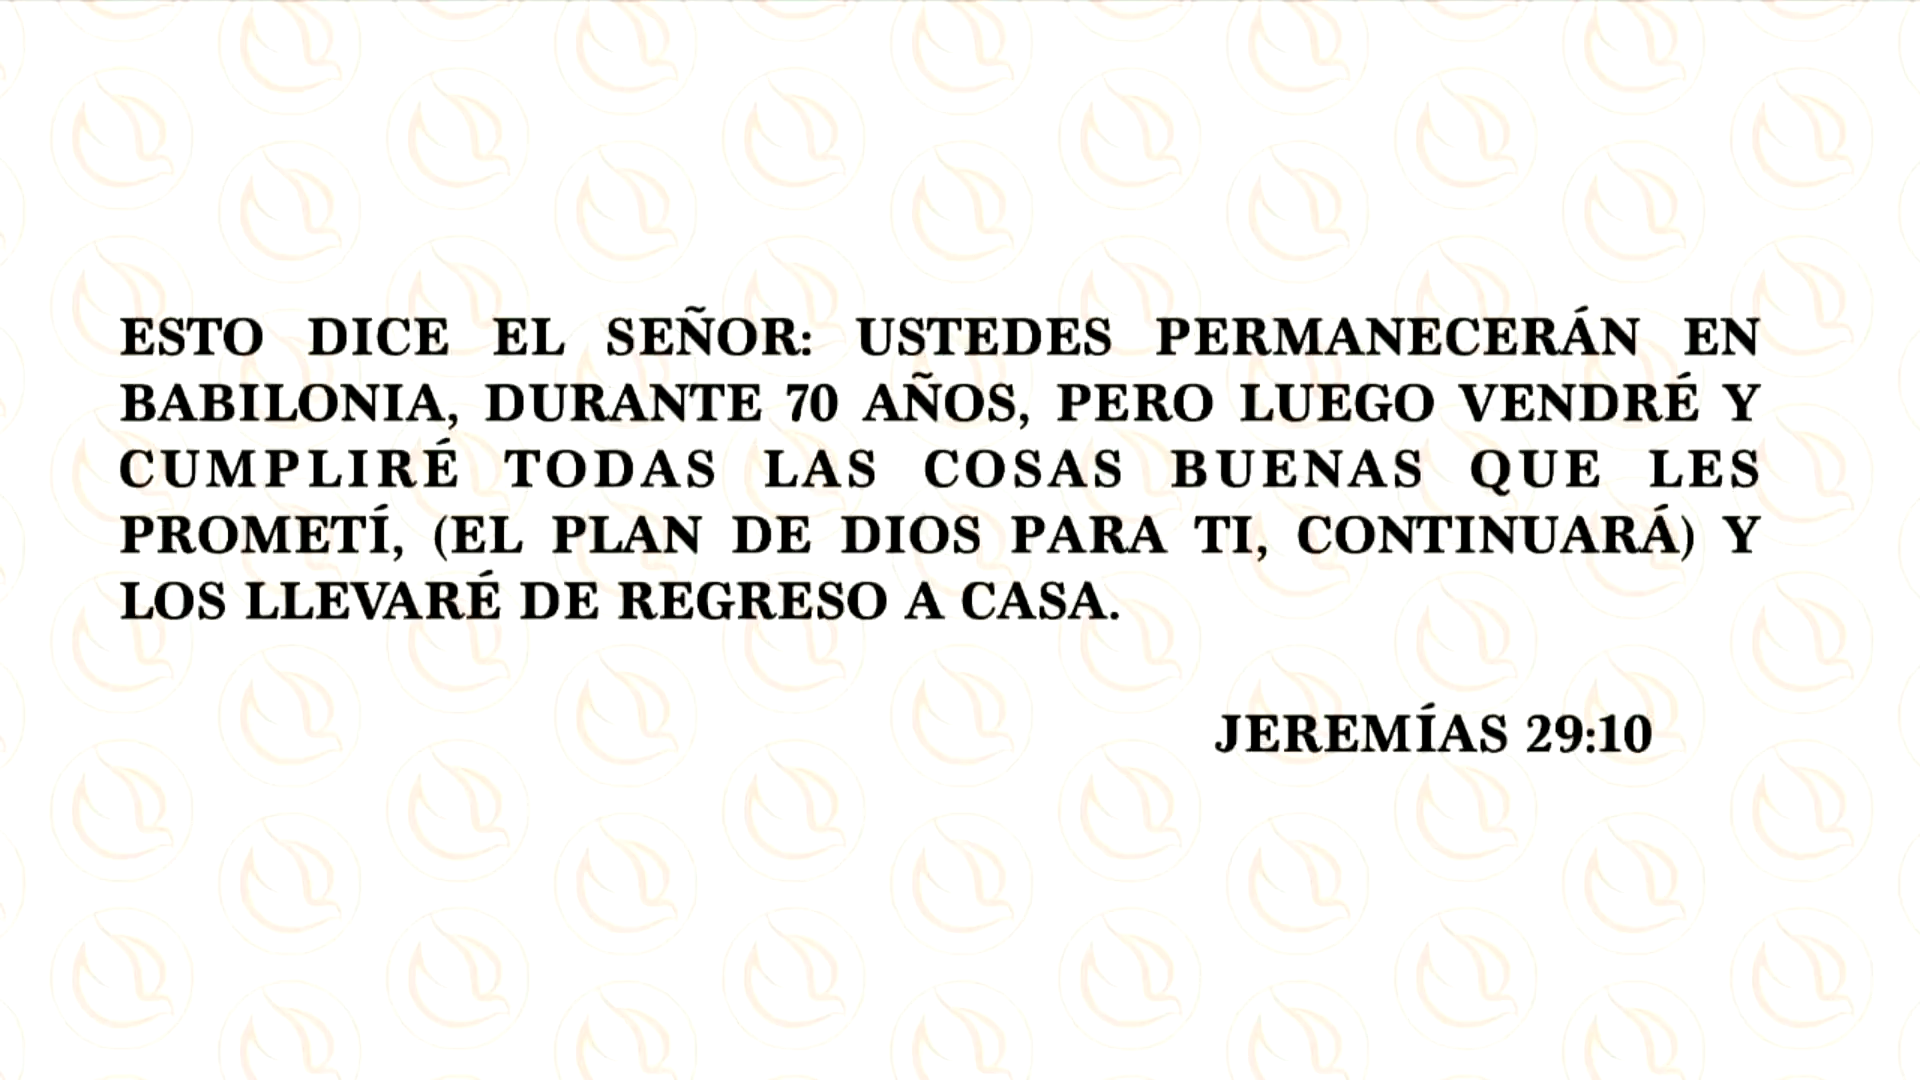 ESTO DICE EL SEÑOR: USTEDES PERMANECERÁN EN
BABILONIA, DURANTE 70 AÑOS, PERO LUEGO VENDRÉ Y
CUMPLIRÉ TODAS LAS COSAS BUENAS QUE LES
PROMETÍ, (EL PLAN DE DIOS PARA TI, CONTINUARÁ) Y
LOS LLEVARÉ DE REGRESO A CASA.
JEREMÍAS 29:10